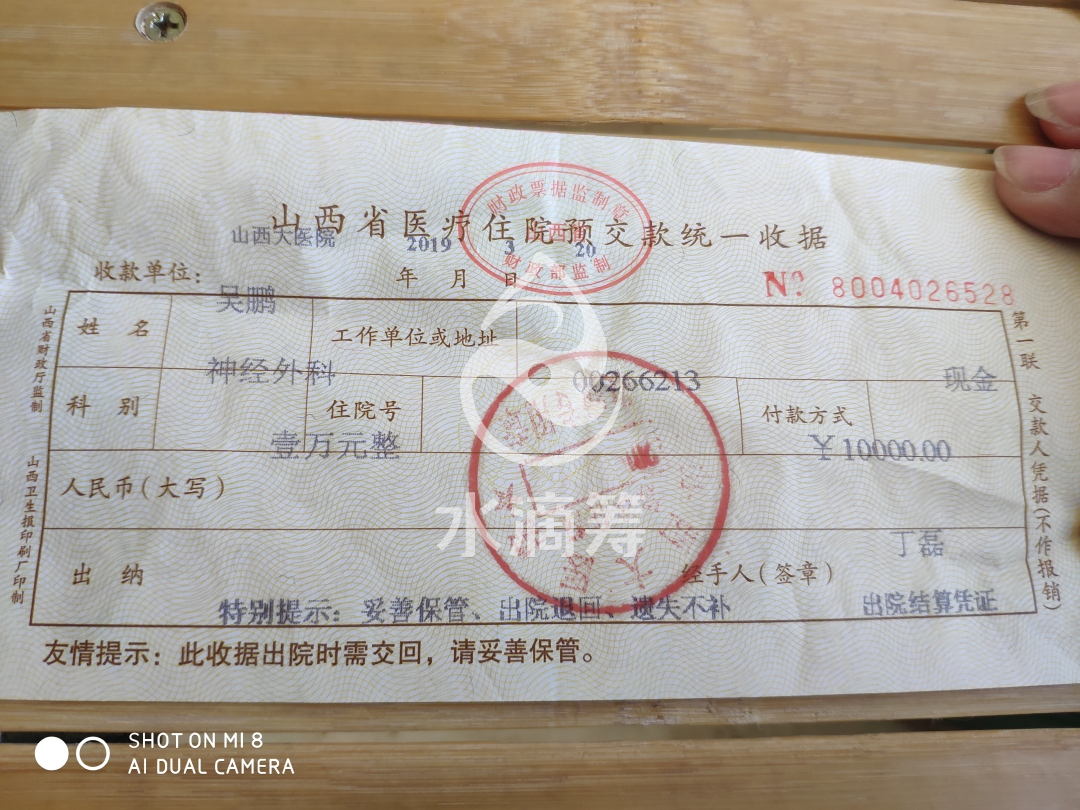 山西省医疗住院预交款统一收据
财政票据监制
财政部监制
山西大医院 2019 3 20
收款单位： 年 月 日 № 8004026528
吴鹏
姓 名 工作单位或地址
神经外科 00266213 现金
科 别 住院号 付款方式
壹万元整 ￥10000.00
人民币(大写)
丁磊
出 纳 经手人(签章)
特别提示：妥善保管、出院退回、遗失不补 出院结算凭证
友情提示：此收据出院时需交回，请妥善保管。
山西省财政厅监制
山西卫生报印刷厂印制
第一联 交款人凭据(不作报销)
水滴筹
SHOT ON MI 8
AI DUAL CAMERA